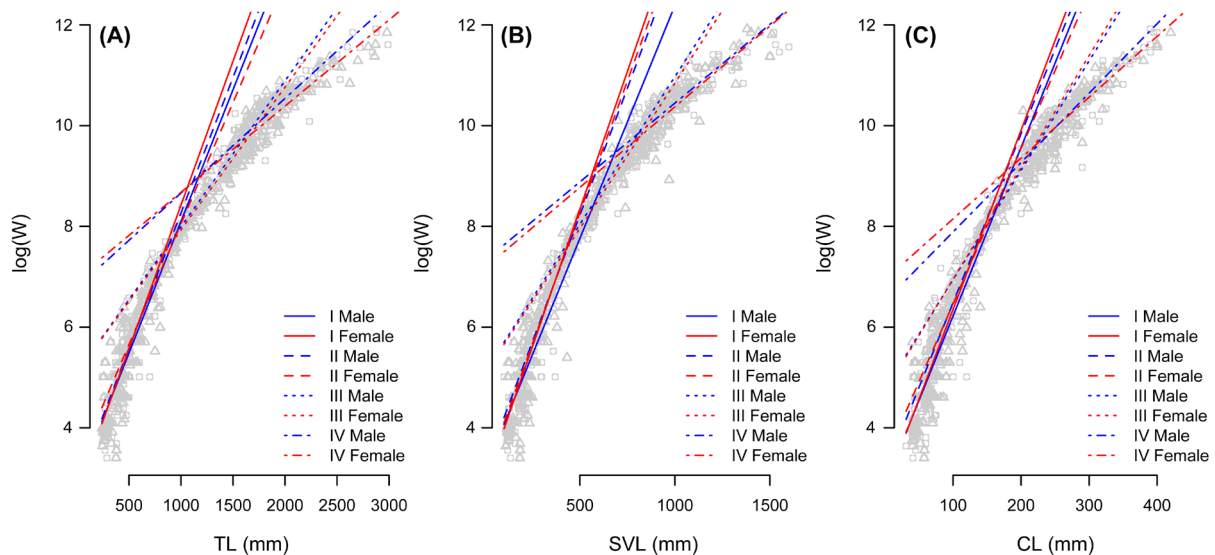 (A)
12
10
8
6
4
log(W)
I Male
I Female
II Male
II Female
III Male
III Female
IV Male
IV Female
500 1000 1500 2000 2500 3000
TL (mm)
(B)
12
10
8
6
4
log(W)
I Male
I Female
II Male
II Female
III Male
III Female
IV Male
IV Female
500 1000 1500
SVL (mm)
(C)
12
10
8
6
4
log(W)
I Male
I Female
II Male
II Female
III Male
III Female
IV Male
IV Female
100 200 300 400
CL (mm)